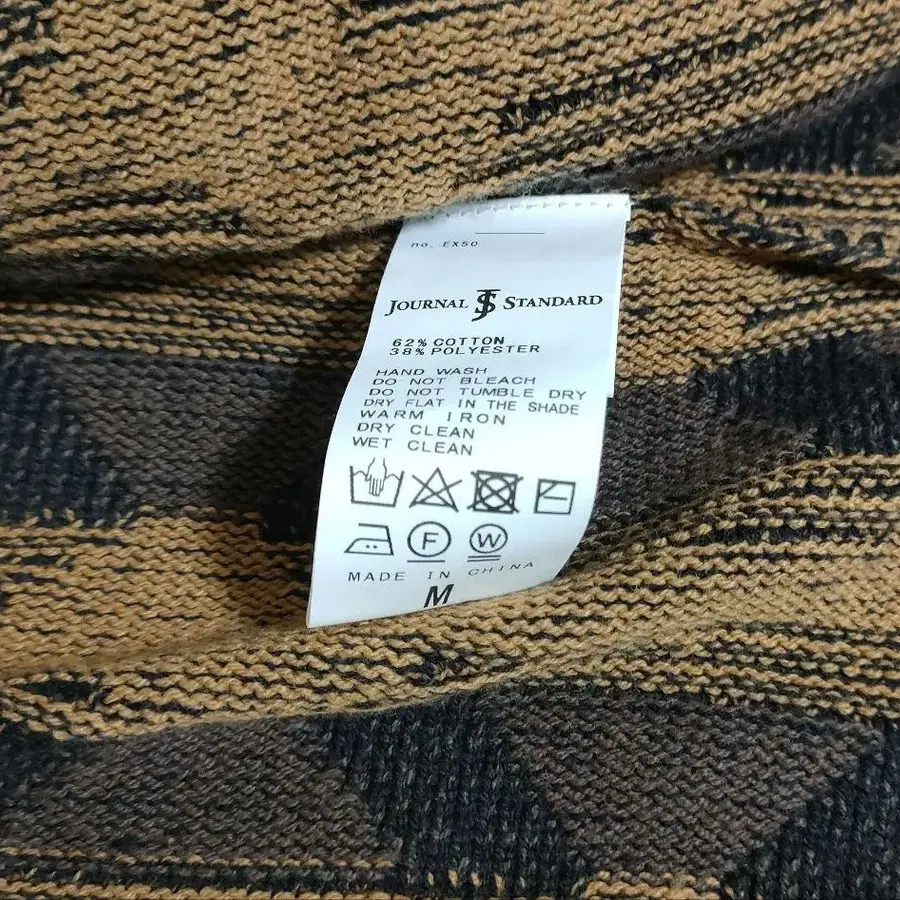 no. EX50
JOURNAL JS STANDARD
62% COTTON
38% POLYESTER
HAND WASH
DO NOT BLEACH
DO NOT TUMBLE DRY
DRY FLAT IN THE SHADE
WARM IRON
DRY CLEAN
WET CLEAN
F W
MADE IN CHINA
M